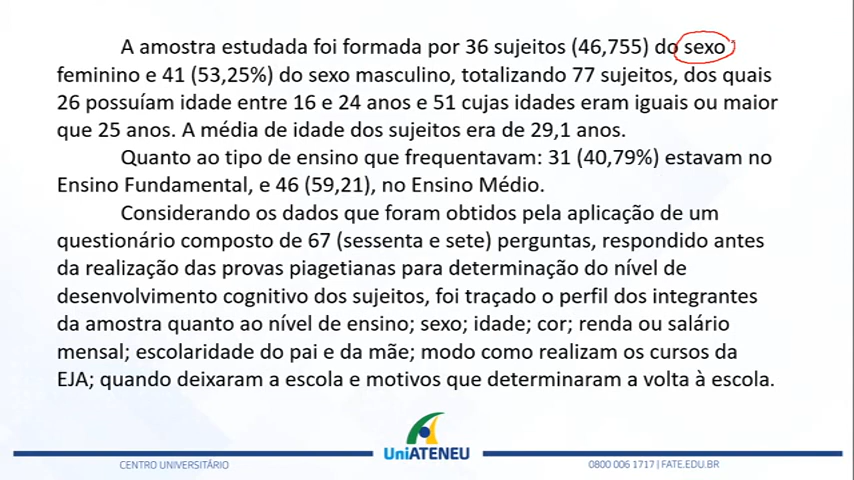 A amostra estudada foi formada por 36 sujeitos (46,755) do sexo
feminino e 41 (53,25%) do sexo masculino, totalizando 77 sujeitos, dos quais
26 possuíam idade entre 16 e 24 anos e 51 cujas idades eram iguais ou maior
que 25 anos. A média de idade dos sujeitos era de 29,1 anos.
Quanto ao tipo de ensino que frequentavam: 31 (40,79%) estavam no
Ensino Fundamental, e 46 (59,21), no Ensino Médio.
Considerando os dados que foram obtidos pela aplicação de um
questionário composto de 67 (sessenta e sete) perguntas, respondido antes
da realização das provas piagetianas para determinação do nível de
desenvolvimento cognitivo dos sujeitos, foi traçado o perfil dos integrantes
da amostra quanto ao nível de ensino; sexo; idade; cor; renda ou salário
mensal; escolaridade do pai e da mãe; modo como realizam os cursos da
EJA; quando deixaram a escola e motivos que determinaram a volta à escola.
UniATENEU
CENTRO UNIVERSITÁRIO
0800 006 1717 | FATE.EDU.BR